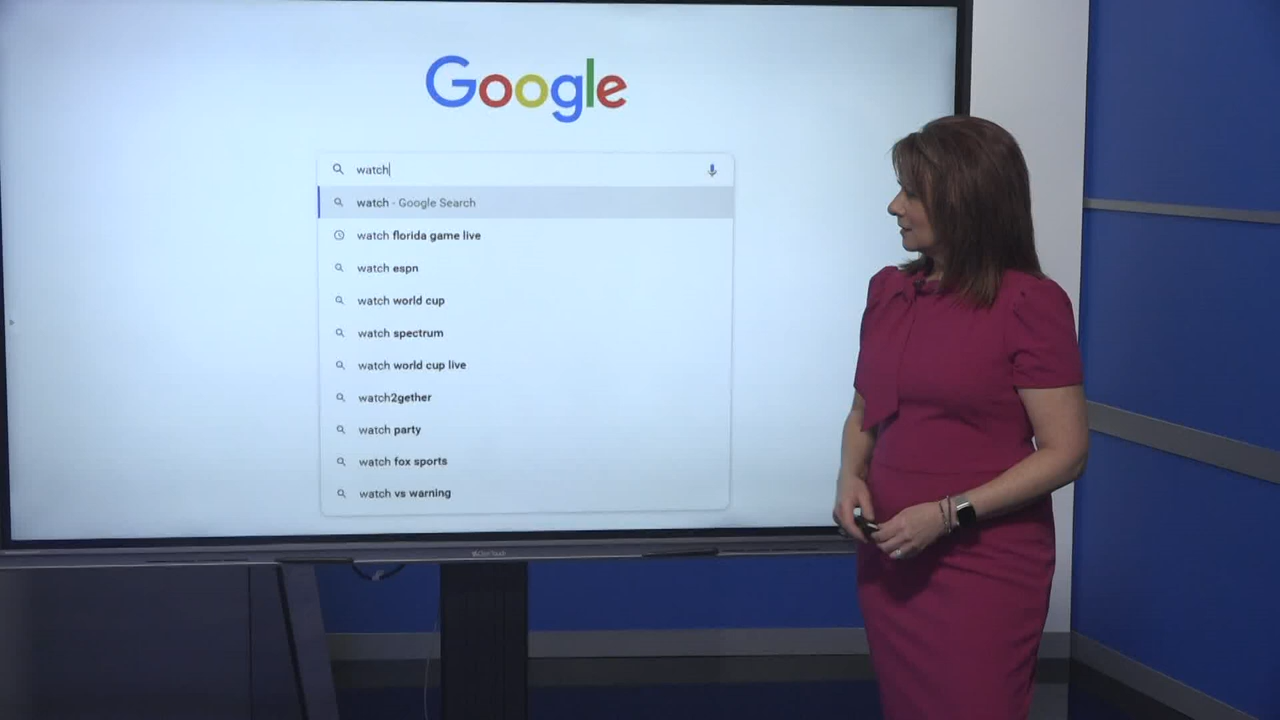 Google
watch
watch - Google Search
watch florida game live
watch espn
watch world cup
watch spectrum
watch world cup live
watch2gether
watch party
watch fox sports
watch vs warning